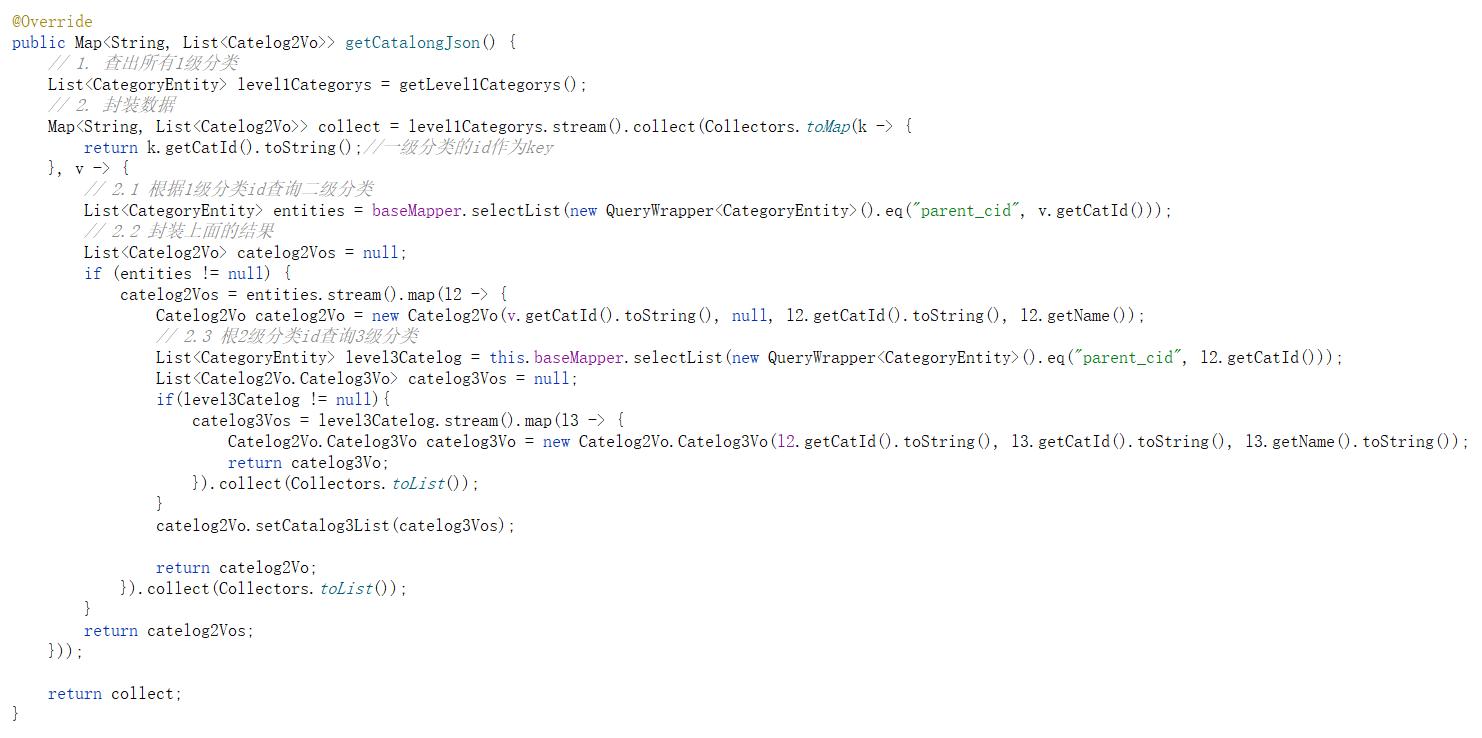 @Override
public Map<String, List<Catelog2Vo>> getCatalongJson() {
    // 1. 查出所有1级分类
    List<CategoryEntity> level1Categorys = getLevel1Categorys();
    // 2. 封装数据
    Map<String, List<Catelog2Vo>> collect = level1Categorys.stream().collect(Collectors.toMap(k -> {
        return k.getCatId().toString();//一级分类的id作为key
    }, v -> {
        // 2.1 根据1级分类id查询二级分类
        List<CategoryEntity> entities = baseMapper.selectList(new QueryWrapper<CategoryEntity>().eq("parent_cid", v.getCatId()));
        // 2.2 封装上面的结果
        List<Catelog2Vo> catelog2Vos = null;
        if (entities != null) {
            catelog2Vos = entities.stream().map(l2 -> {
                Catelog2Vo catelog2Vo = new Catelog2Vo(v.getCatId().toString(), null, l2.getCatId().toString(), l2.getName());
                // 2.3 根2级分类id查询3级分类
                List<CategoryEntity> level3Catelog = this.baseMapper.selectList(new QueryWrapper<CategoryEntity>().eq("parent_cid", l2.getCatId()));
                List<Catelog2Vo.Catelog3Vo> catelog3Vos = null;
                if(level3Catelog != null){
                    catelog3Vos = level3Catelog.stream().map(l3 -> {
                        Catelog2Vo.Catelog3Vo catelog3Vo = new Catelog2Vo.Catelog3Vo(l2.getCatId().toString(), l3.getCatId().toString(), l3.getName().toString());
                        return catelog3Vo;
                    }).collect(Collectors.toList());
                }
                catelog2Vo.setCatalog3List(catelog3Vos);

                return catelog2Vo;
            }).collect(Collectors.toList());
        }
        return catelog2Vos;
    }));

    return collect;
}